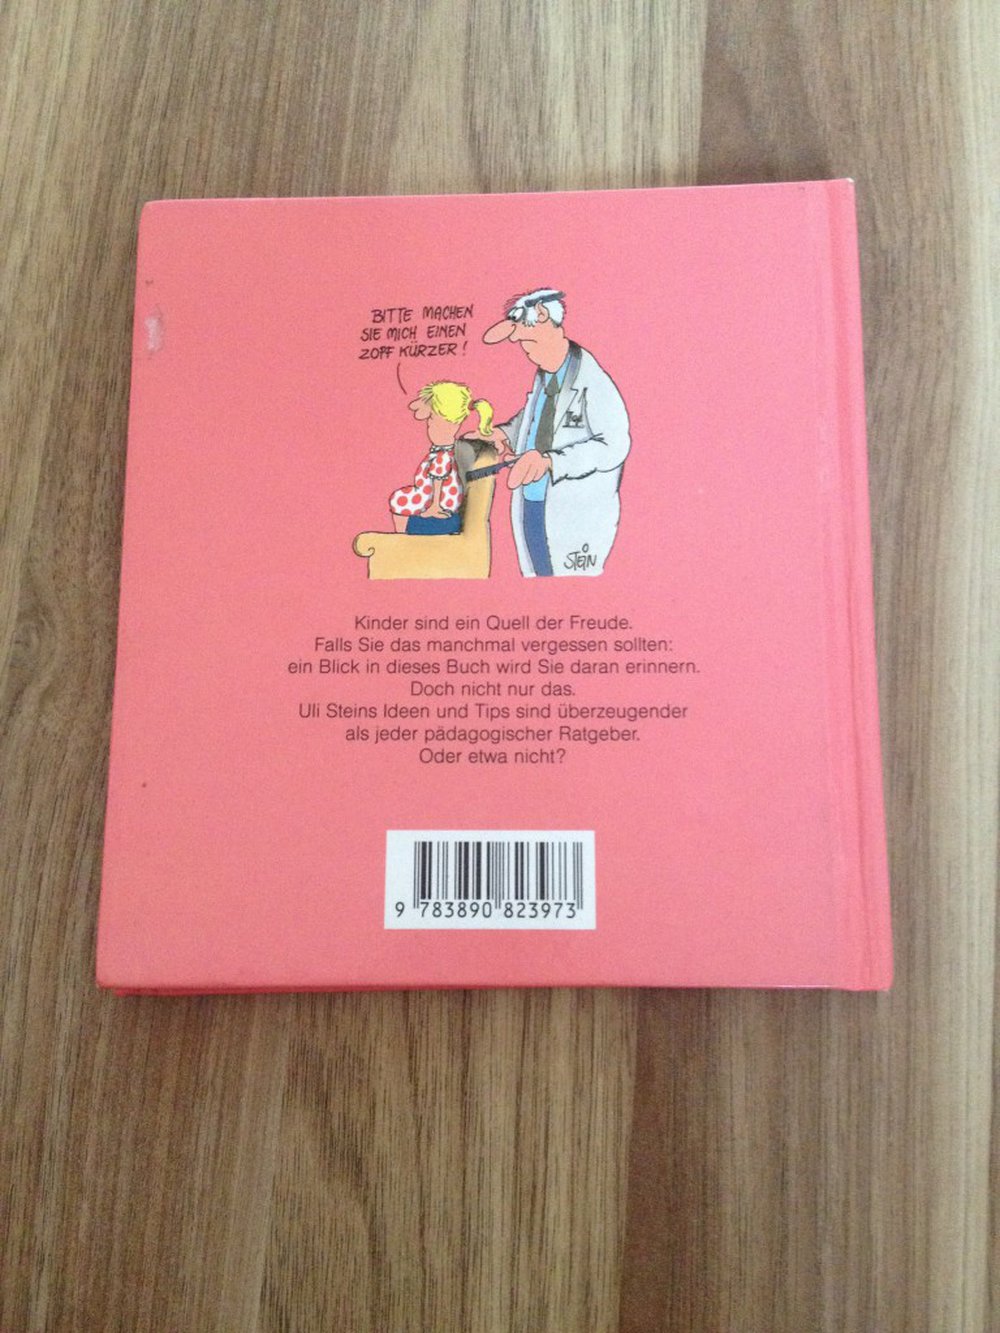 BITTE MACHEN
SIE MICH EINEN
ZOPF KÜRZER!
STEIN
Kinder sind ein Quell der Freude.
Falls Sie das manchmal vergessen sollten:
ein Blick in dieses Buch wird Sie daran erinnern.
Doch nicht nur das.
Uli Steins Ideen und Tips sind überzeugender
als jeder pädagogischer Ratgeber.
Oder etwa nicht?
9 783890 823973